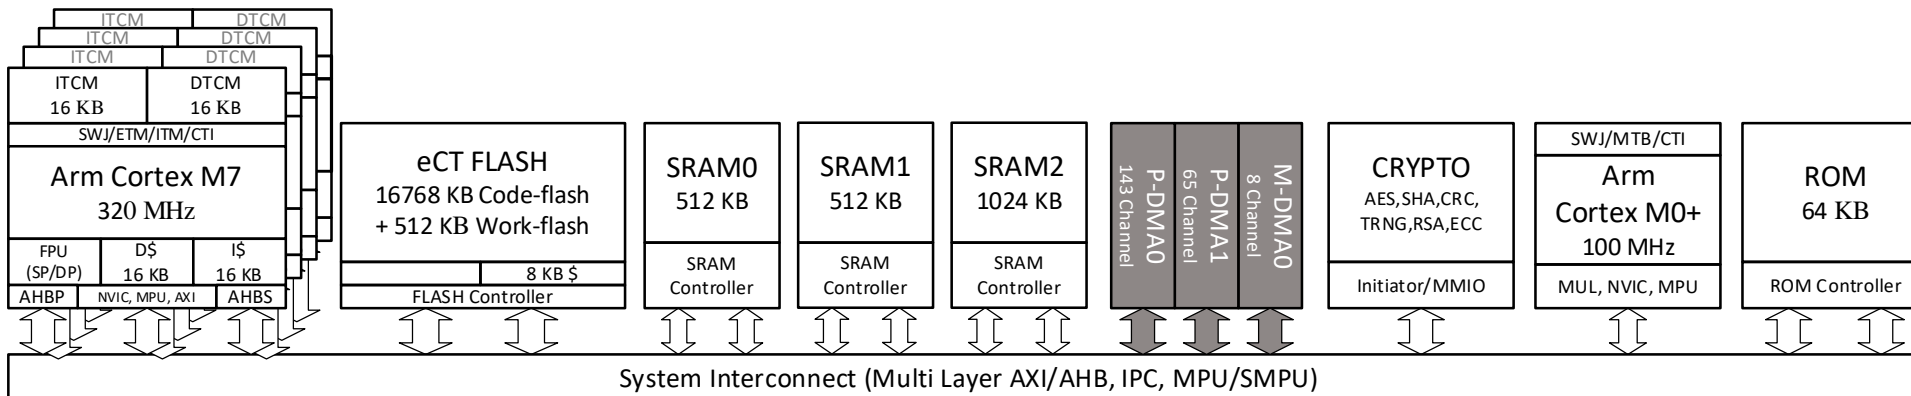 ITCM DTCM
ITCM DTCM
ITCM DTCM
ITCM
16 KB
DTCM
16 KB
SWJ/ETM/ITM/CTI
Arm Cortex M7
320 MHz
FPU
(SP/DP)
D$
16 KB
I$
16 KB
AHBP
NVIC, MPU, AXI
AHBS
eCT FLASH
16768 KB Code-flash
+ 512 KB Work-flash
8 KB $
FLASH Controller
SRAM0
512 KB
SRAM
Controller
SRAM1
512 KB
SRAM
Controller
SRAM2
1024 KB
SRAM
Controller
P-DMA0
143 Channel
P-DMA1
65 Channel
M-DMA0
8 Channel
CRYPTO
AES,SHA,CRC,
TRNG,RSA,ECC
Initiator/MMIO
SWJ/MTB/CTI
Arm
Cortex M0+
100 MHz
MUL, NVIC, MPU
ROM
64 KB
ROM Controller
System Interconnect (Multi Layer AXI/AHB, IPC, MPU/SMPU)